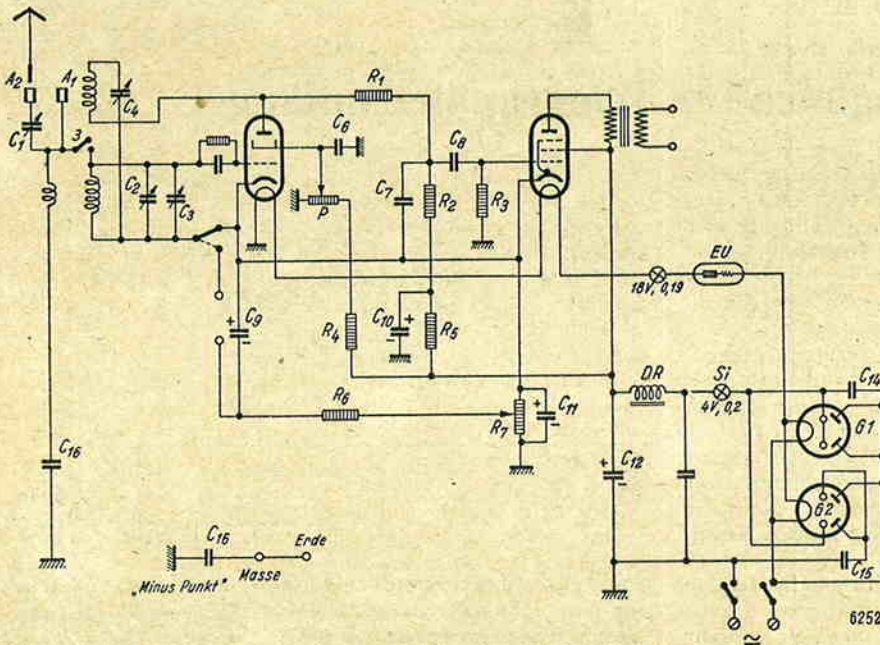 A2
A1
C1
3
C4
R1
C6
P
C2
C3
C7
C8
R2
R3
C9
R4
C10
+
-
R5
+
-
R6
R7
+
C11
-
EU
18V, 0,19
DR
Si
4V, 0,2
C14
G1
+
C12
-
G2
C15
C16
C16
Erde
"Minus Punkt"
Masse
≂
6252